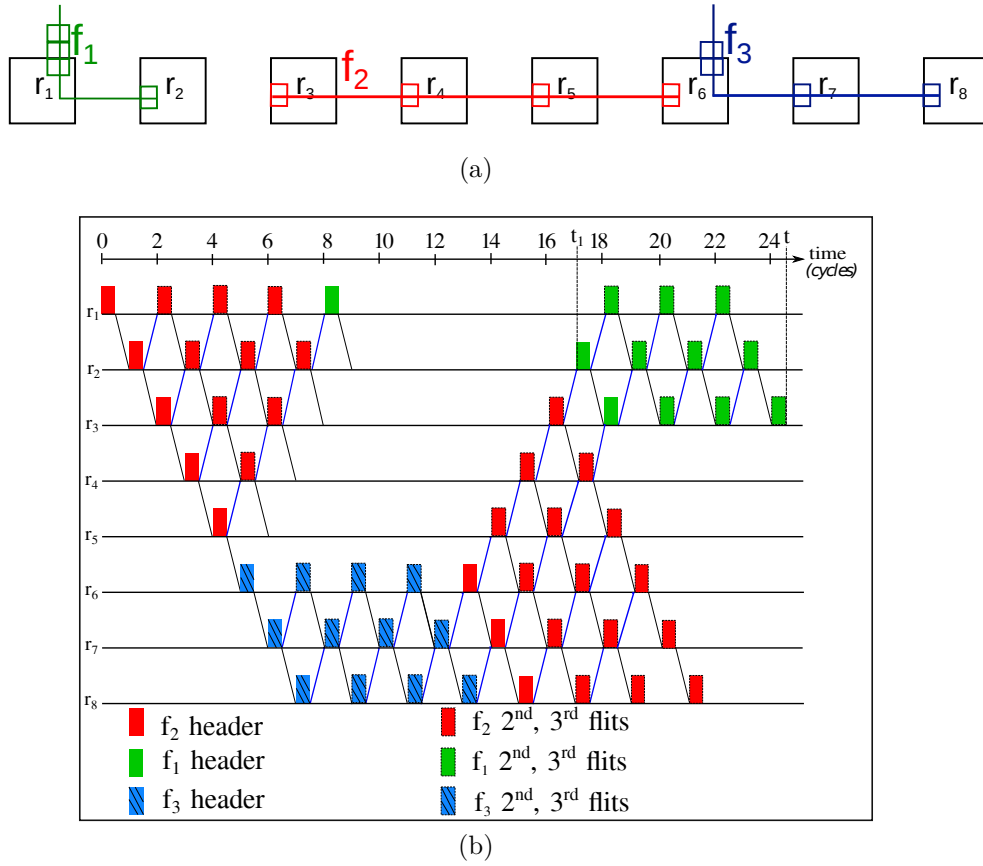 f1 f2 f3
r1 r2 r3 r4 r5 r6 r7 r8
(a)
0 2 4 6 8 10 12 14 16 t1 18 20 22 24 t
time
(cycles)
r1
r2
r3
r4
r5
r6
r7
r8
f2 header f2 2nd, 3rd flits
f1 header f1 2nd, 3rd flits
f3 header f3 2nd, 3rd flits
(b)